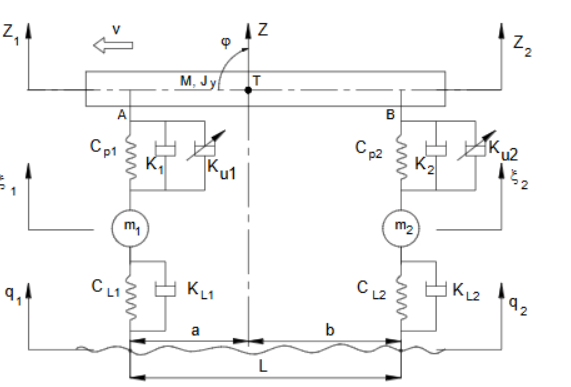 Z1 v φ Z Z2
M, Jy T
A B
Cp1 K1 Ku1 Cp2 K2 Ku2
ξ1 ξ2
m1 m2
q1 CL1 KL1 CL2 KL2 q2
a b
L